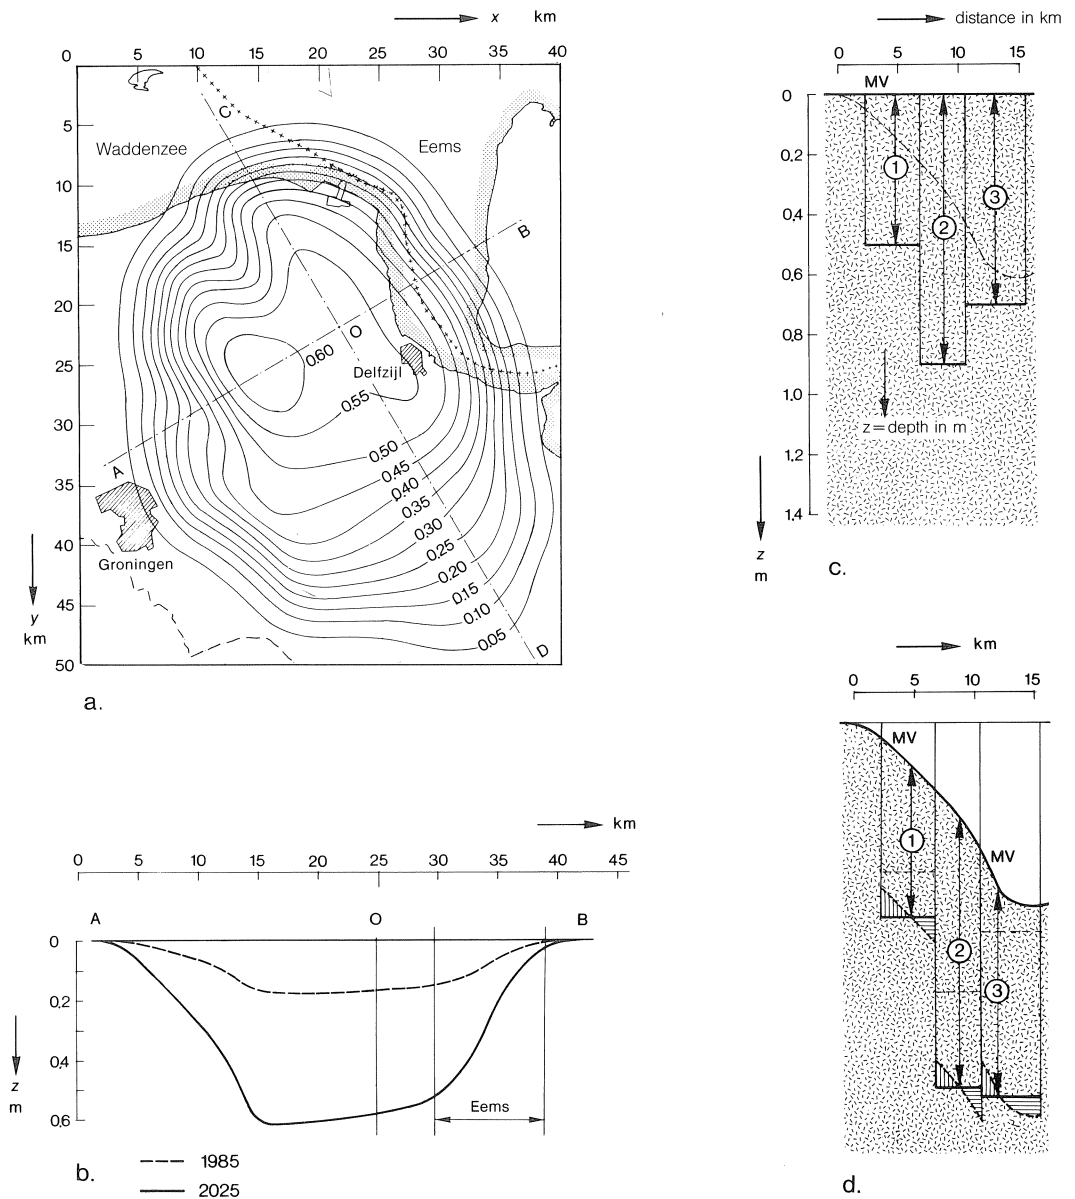 x km
0 5 10 15 20 25 30 35 40
5
10
15
20
25
30
35
40
45
50
y
km
Waddenzee
Eems
C
B
O
A
D
Delfzijl
Groningen
0.60
0.55
0.50
0.45
0.40
0.35
0.30
0.25
0.20
0.15
0.10
0.05
a.
km
0 5 10 15 20 25 30 35 40 45
A O B
0
0,2
0,4
0,6
z
m
Eems
1985
2025
b.
distance in km
0 5 10 15
MV
0
0,2
0,4
0,6
0,8
1.0
1,2
1,4
1
2
3
z = depth in m
z
m
c.
km
0 5 10 15
MV
MV
1
2
3
d.